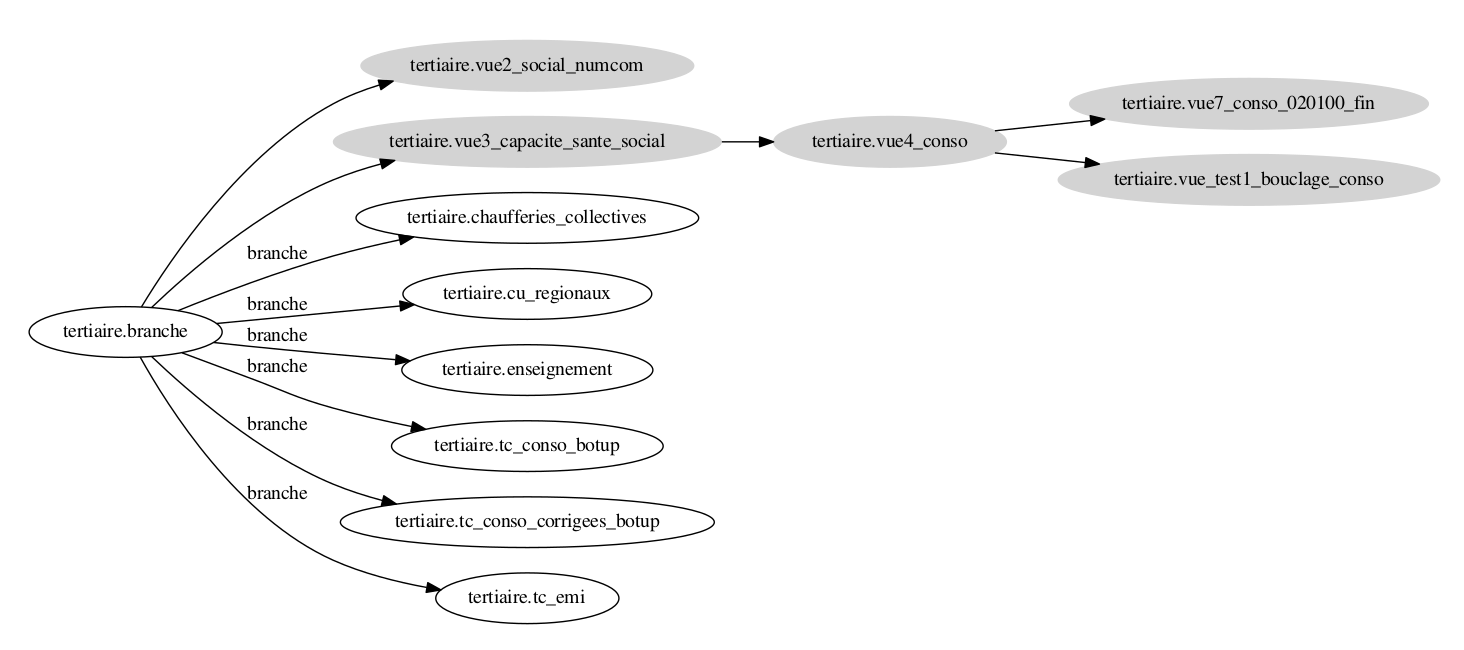 tertiaire.vue2_social_numcom
tertiaire.vue7_conso_020100_fin
tertiaire.vue3_capacite_sante_social
tertiaire.vue4_conso
tertiaire.vue_test1_bouclage_conso
tertiaire.chaufferies_collectives
branche
tertiaire.cu_regionaux
branche
tertiaire.branche
branche
tertiaire.enseignement
branche
branche
tertiaire.tc_conso_botup
branche
tertiaire.tc_conso_corrigees_botup
tertiaire.tc_emi